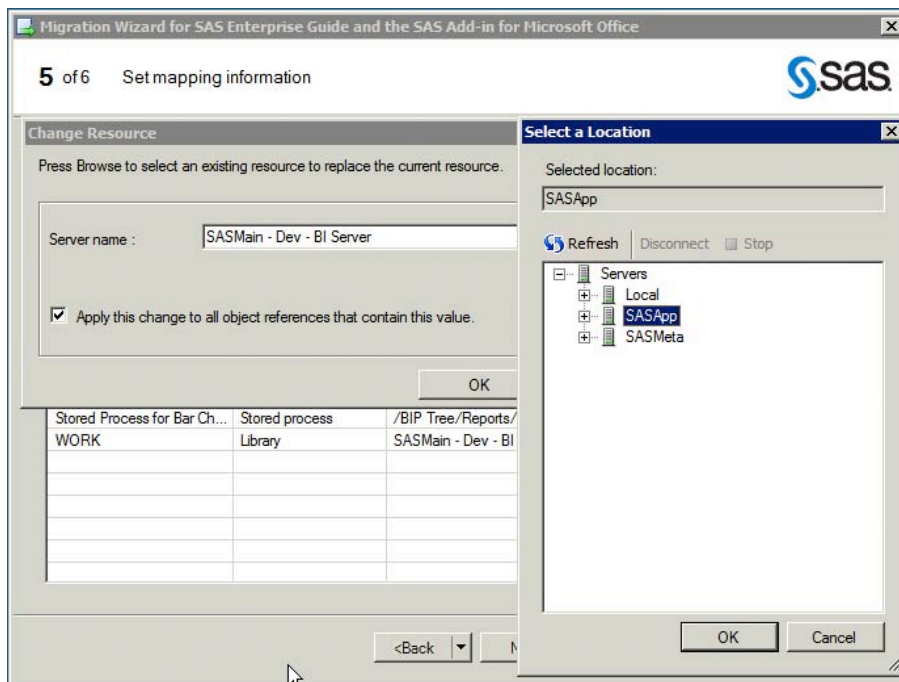 Migration Wizard for SAS Enterprise Guide and the SAS Add-in for Microsoft Office
5 of 6 Set mapping information
sas
Change Resource
Press Browse to select an existing resource to replace the current resource.
Server name : SASMain - Dev - BI Server
Apply this change to all object references that contain this value.
OK
Stored Process for Bar Ch... Stored process /BIP Tree/Reports/
WORK Library SASMain - Dev - BI
<Back N
Select a Location
Selected location:
SASApp
Refresh Disconnect Stop
Servers
Local
SASApp
SASMeta
OK Cancel